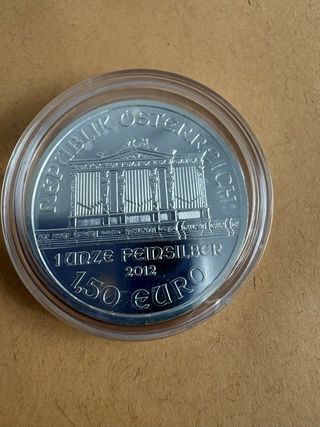 REPUBLIK ÖSTERREICH
1 UNZE FEINSILBER
2012
1,50 EURO